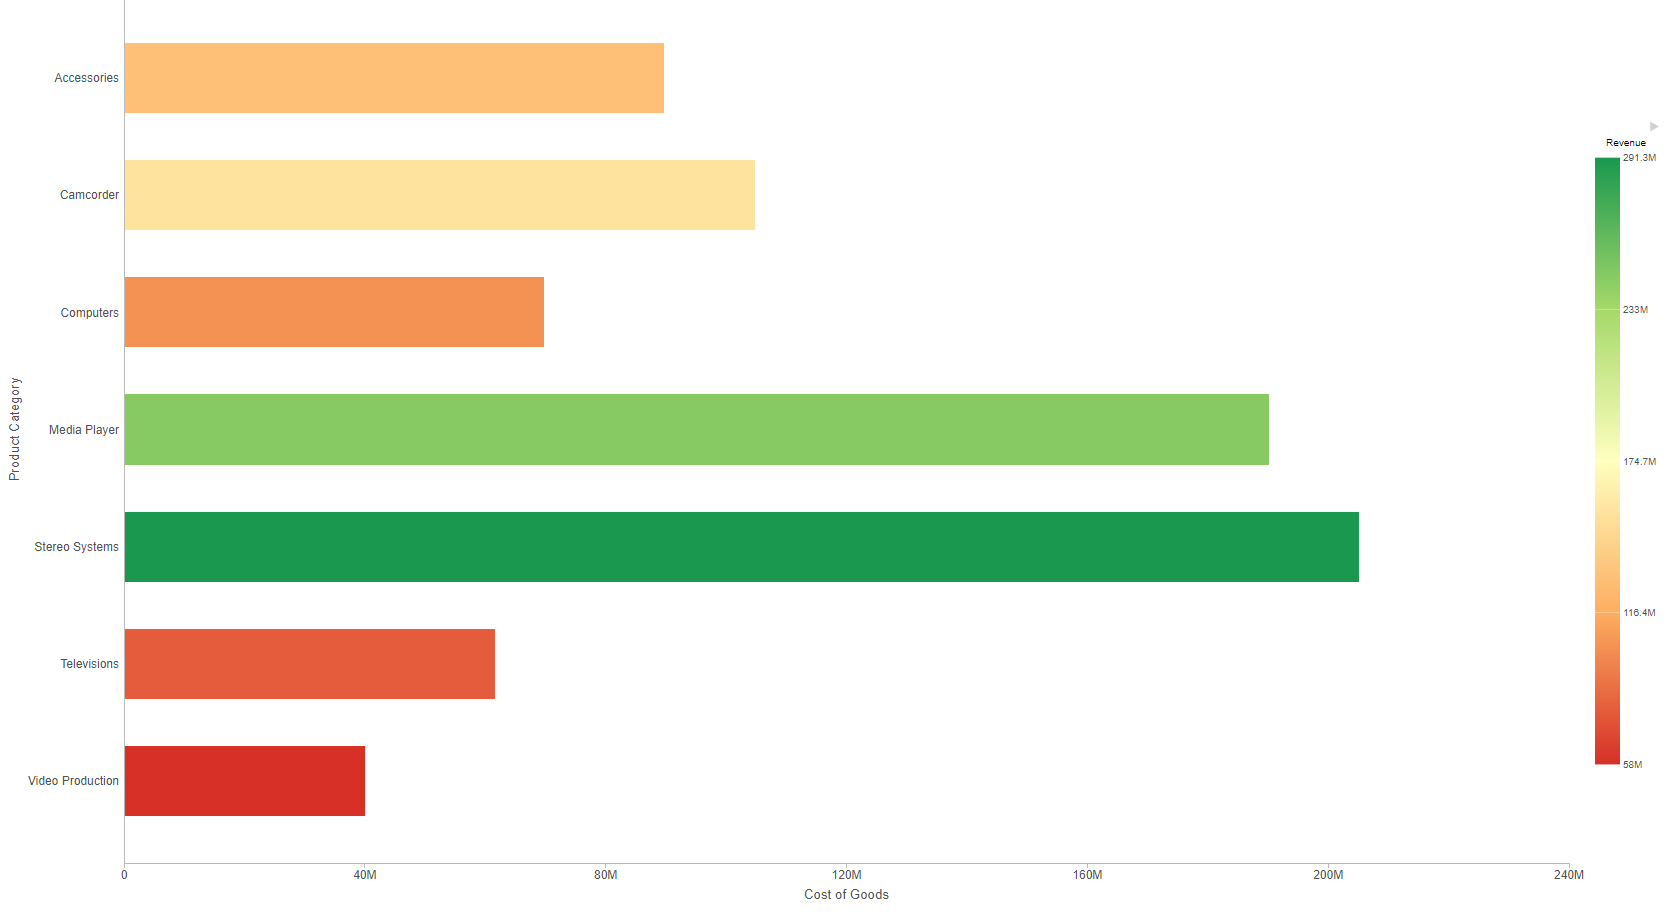 Product Category
Accessories
Camcorder
Computers
Media Player
Stereo Systems
Televisions
Video Production
0
40M
80M
120M
160M
200M
240M
Cost of Goods
Revenue
291.3M
233M
174.7M
116.4M
58M